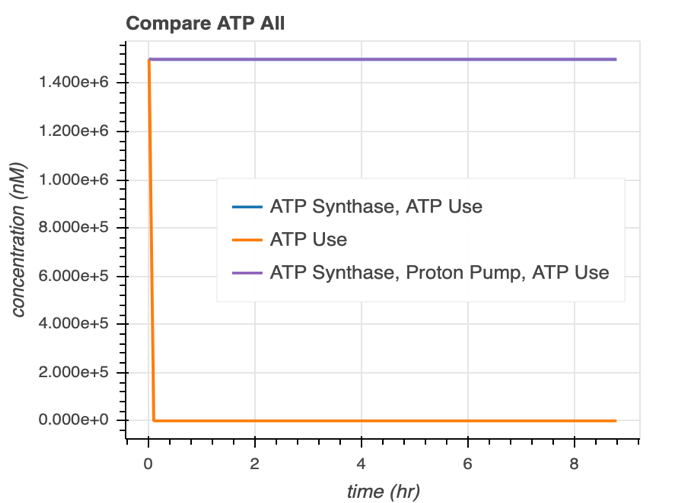 Compare ATP All
1.400e+6
1.200e+6
1.000e+6
8.000e+5
6.000e+5
4.000e+5
2.000e+5
0.000e+0
concentration (nM)
ATP Synthase, ATP Use
ATP Use
ATP Synthase, Proton Pump, ATP Use
0 2 4 6 8
time (hr)